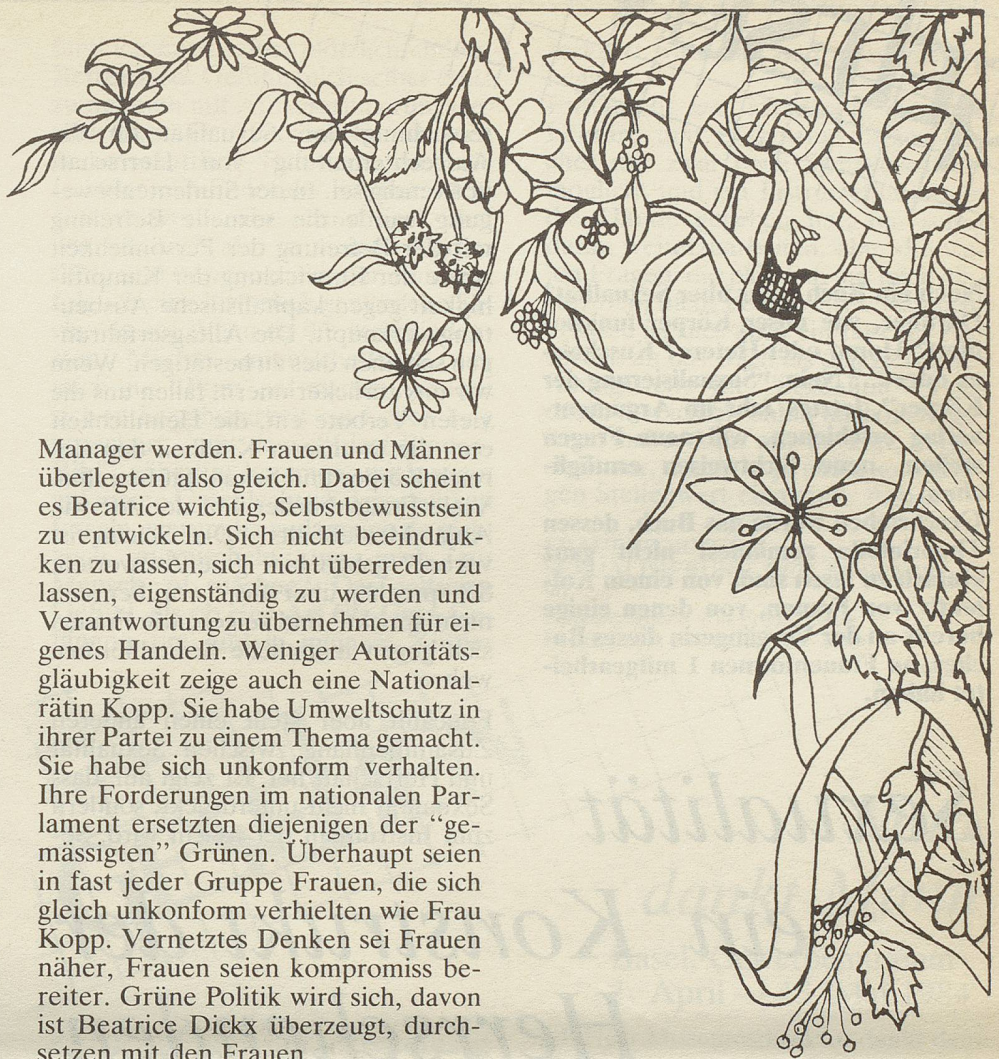 Manager werden. Frauen und Männer
überlegten also gleich. Dabei scheint
es Beatrice wichtig, Selbstbewusstsein
zu entwickeln. Sich nicht beeindruk-
ken zu lassen, sich nicht überreden zu
lassen, eigenständig zu werden und
Verantwortung zu übernehmen für ei-
genes Handeln. Weniger Autoritäts-
gläubigkeit zeige auch eine National-
rätin Kopp. Sie habe Umweltschutz in
ihrer Partei zu einem Thema gemacht.
Sie habe sich unkonform verhalten.
Ihre Forderungen im nationalen Par-
lament ersetzten diejenigen der “ge-
mässigten” Grünen. Überhaupt seien
in fast jeder Gruppe Frauen, die sich
gleich unkonform verhielten wie Frau
Kopp. Vernetztes Denken sei Frauen
näher, Frauen seien kompromiss be-
reiter. Grüne Politik wird sich, davon
ist Beatrice Dickx überzeugt, durch-
setzen mit den Frauen